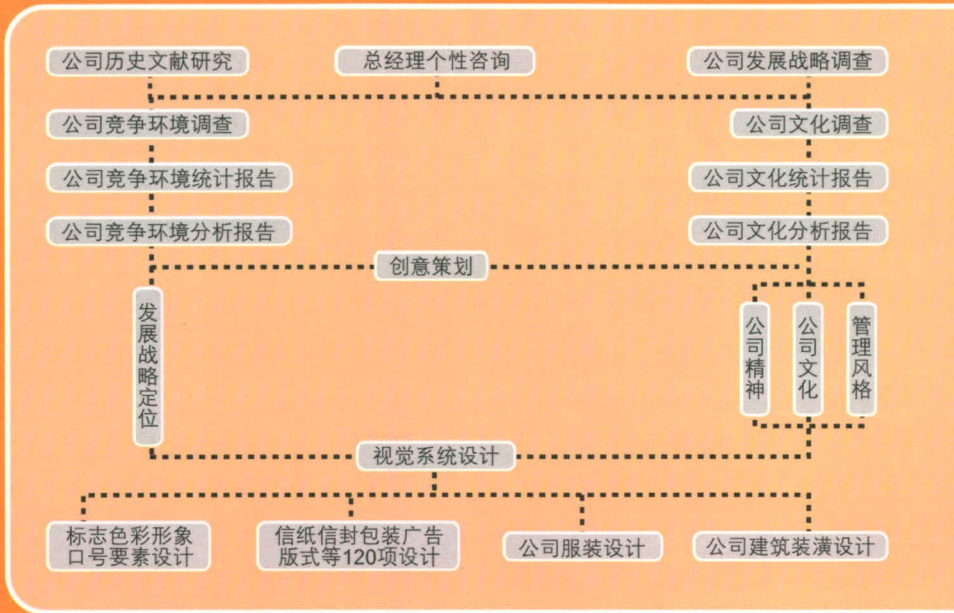 公司历史文献研究
总经理个性咨询
公司发展战略调查
公司竞争环境调查
公司文化调查
公司竞争环境统计报告
公司文化统计报告
公司竞争环境分析报告
公司文化分析报告
创意策划
发展战略定位
公司精神
公司文化
管理风格
视觉系统设计
标志色彩形象
口号要素设计
信纸信封包装广告
版式等120项设计
公司服装设计
公司建筑装潢设计